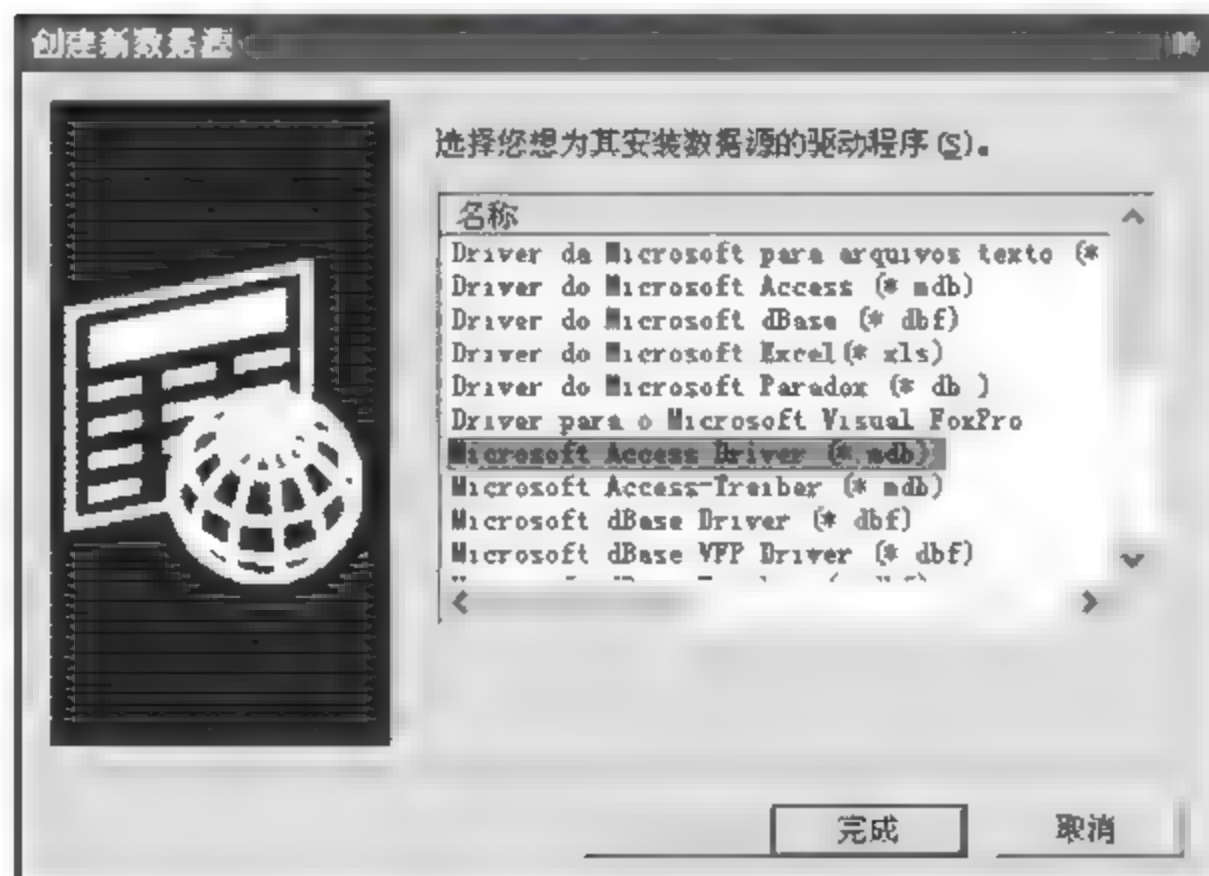 创建新数据源
选择您想为其安装数据源的驱动程序(S)。
名称
Driver da Microsoft para arquivos texto (*
Driver do Microsoft Access (* mdb)
Driver do Microsoft dBase (* dbf)
Driver do Microsoft Excel(* xls)
Driver do Microsoft Paradox (* db )
Driver para o Microsoft Visual FoxPro
Microsoft Access Driver (*.mdb)
Microsoft Access-Treiber (* mdb)
Microsoft dBase Driver (* dbf)
Microsoft dBase VFP Driver (* dbf)
完成
取消